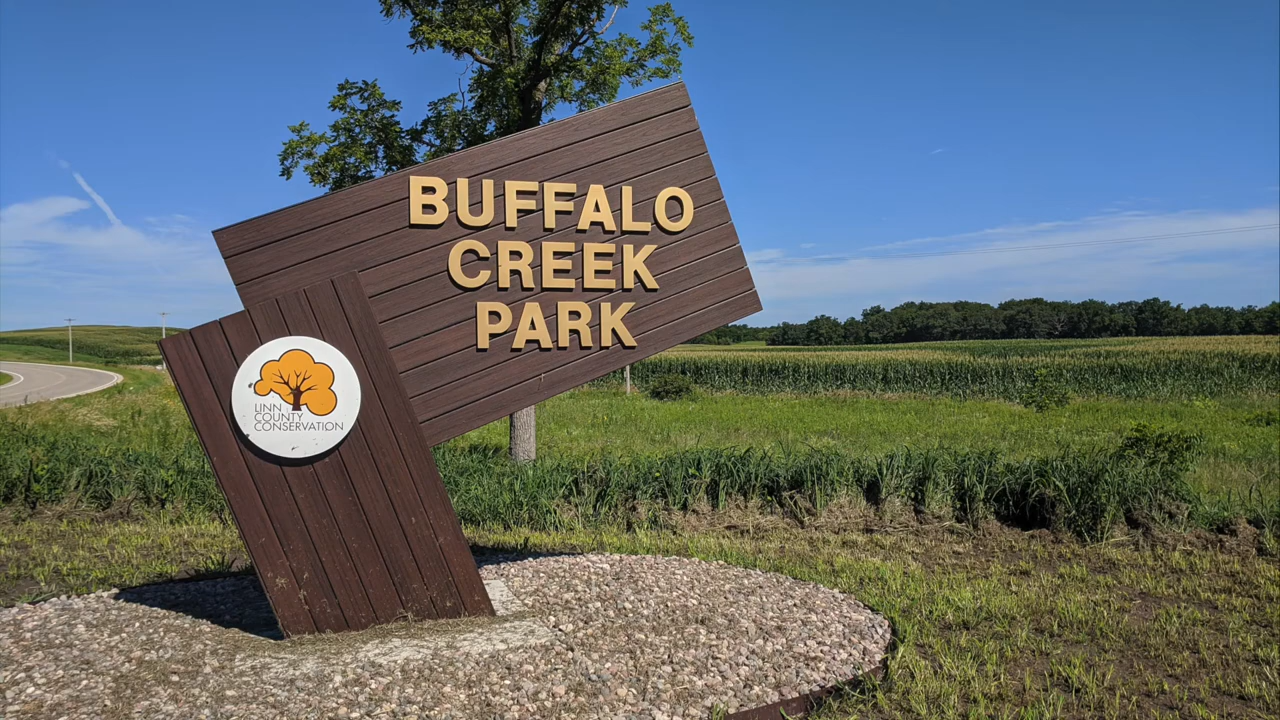 BUFFALO
CREEK
PARK
LINN
COUNTY
CONSERVATION